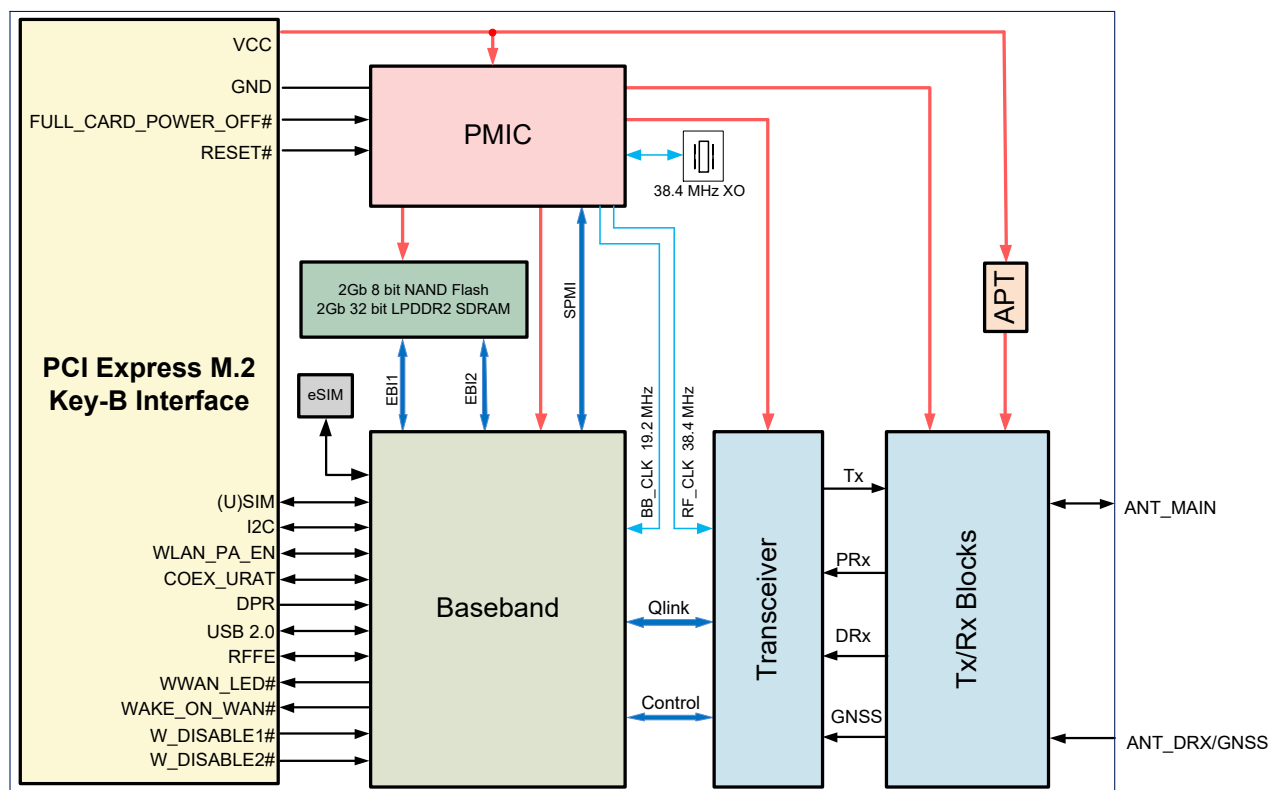 VCC
GND
FULL_CARD_POWER_OFF#
RESET#
PCI Express M.2
Key-B Interface
(U)SIM
I2C
WLAN_PA_EN
COEX_URAT
DPR
USB 2.0
RFFE
WWAN_LED#
WAKE_ON_WAN#
W_DISABLE1#
W_DISABLE2#
PMIC
38.4 MHz XO
2Gb 8 bit NAND Flash
2Gb 32 bit LPDDR2 SDRAM
SPMI
EBI1
EBI2
eSIM
BB_CLK 19.2 MHz
RF_CLK 38.4 MHz
APT
Baseband
Qlink
Control
Transceiver
Tx
PRx
DRx
GNSS
Tx/Rx Blocks
ANT_MAIN
ANT_DRX/GNSS